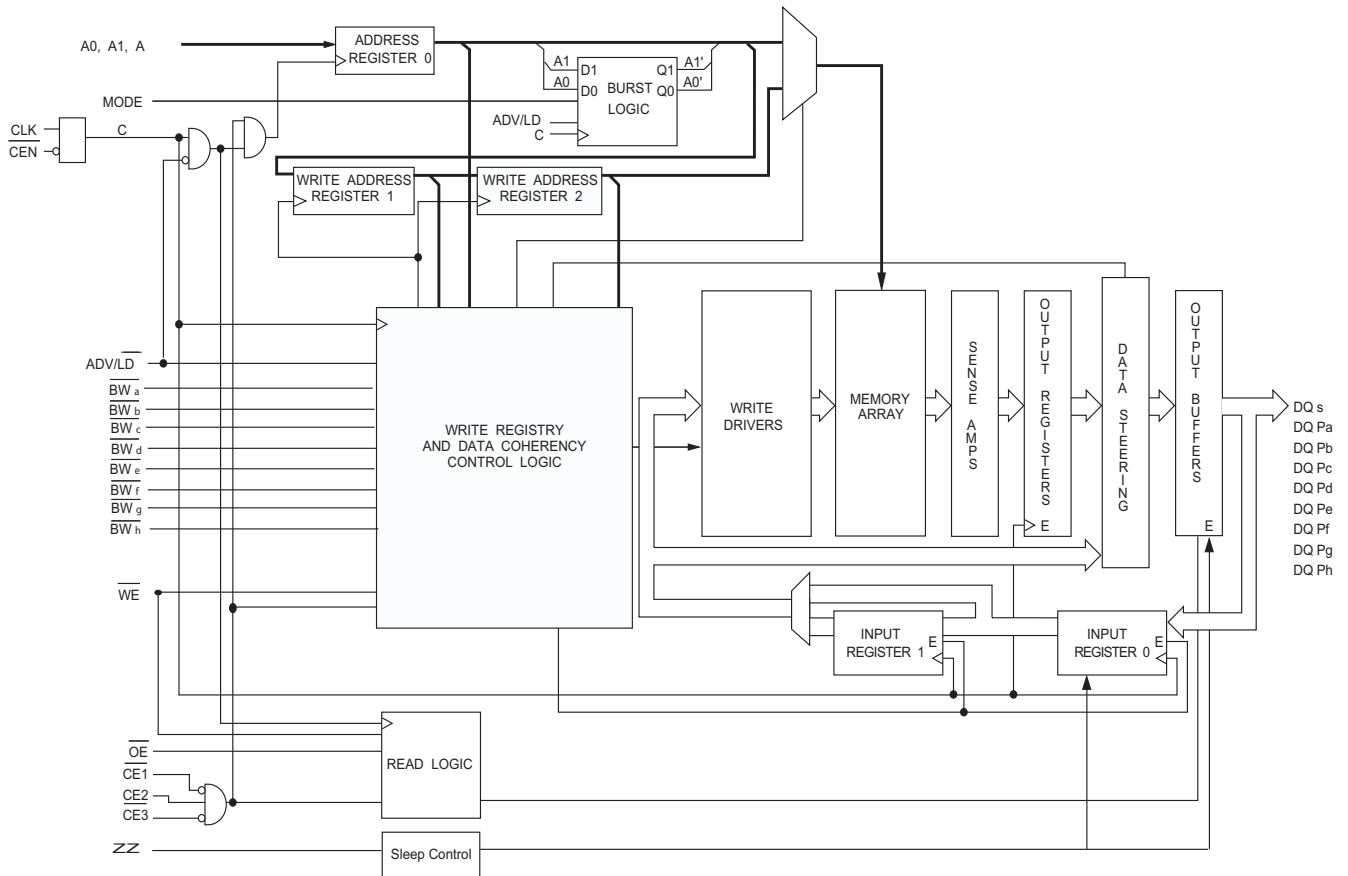 A0, A1, A
ADDRESS
REGISTER 0
A1
A0
D1
D0
BURST
LOGIC
Q1
Q0
A1'
A0'
MODE
ADV/LD
C
CLK
CEN
C
WRITE ADDRESS
REGISTER 1
WRITE ADDRESS
REGISTER 2
ADV/LD
BW a
BW b
BW c
BW d
BW e
BW f
BW g
BW h
WE
WRITE REGISTRY
AND DATA COHERENCY
CONTROL LOGIC
WRITE
DRIVERS
MEMORY
ARRAY
SENSE AMPS
OUTPUT REGISTERS
E
DATA STEERING
OUTPUT BUFFERS
E
DQ s
DQ Pa
DQ Pb
DQ Pc
DQ Pd
DQ Pe
DQ Pf
DQ Pg
DQ Ph
INPUT
REGISTER 1
E
INPUT
REGISTER 0
E
OE
CE1
CE2
CE3
READ LOGIC
ZZ
Sleep Control